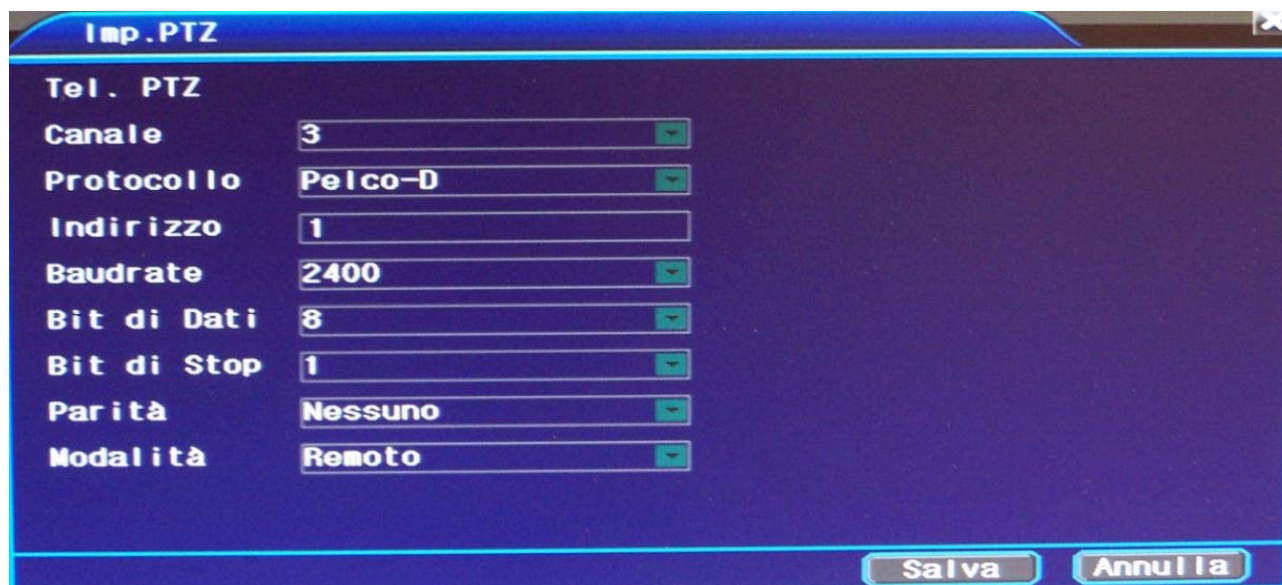 Imp.PTZ
Tel. PTZ
Canale 3
Protocollo Pelco-D
Indirizzo 1
Baudrate 2400
Bit di Dati 8
Bit di Stop 1
Parità Nessuno
Modalità Remoto
Salva Annulla